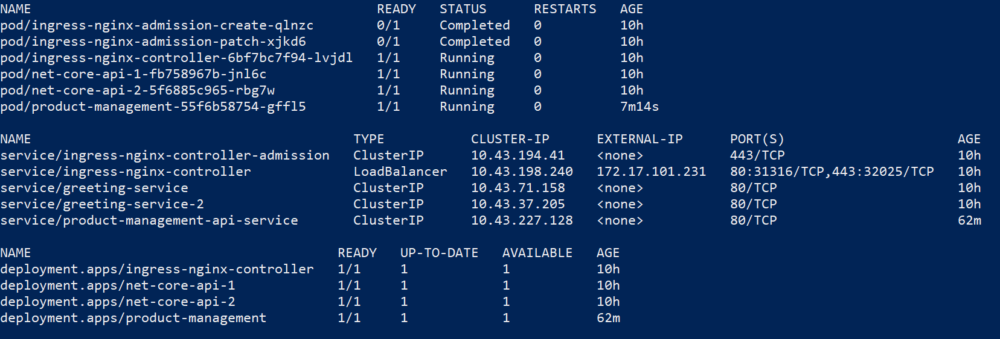 NAME READY STATUS RESTARTS AGE
pod/ingress-nginx-admission-create-qlnzc 0/1 Completed 0 10h
pod/ingress-nginx-admission-patch-xjkd6 0/1 Completed 0 10h
pod/ingress-nginx-controller-6bf7bc7f94-lvjdl 1/1 Running 0 10h
pod/net-core-api-1-fb758967b-jnl6c 1/1 Running 0 10h
pod/net-core-api-2-5f6885c965-rbg7w 1/1 Running 0 10h
pod/product-management-55f6b58754-gffl5 1/1 Running 0 7m14s
NAME TYPE CLUSTER-IP EXTERNAL-IP PORT(S) AGE
service/ingress-nginx-controller-admission ClusterIP 10.43.194.41 <none> 443/TCP 10h
service/ingress-nginx-controller LoadBalancer 10.43.198.240 172.17.101.231 80:31316/TCP,443:32025/TCP 10h
service/greeting-service ClusterIP 10.43.71.158 <none> 80/TCP 10h
service/greeting-service-2 ClusterIP 10.43.37.205 <none> 80/TCP 10h
service/product-management-api-service ClusterIP 10.43.227.128 <none> 80/TCP 62m
NAME READY UP-TO-DATE AVAILABLE AGE
deployment.apps/ingress-nginx-controller 1/1 1 1 10h
deployment.apps/net-core-api-1 1/1 1 1 10h
deployment.apps/net-core-api-2 1/1 1 1 10h
deployment.apps/product-management 1/1 1 1 62m